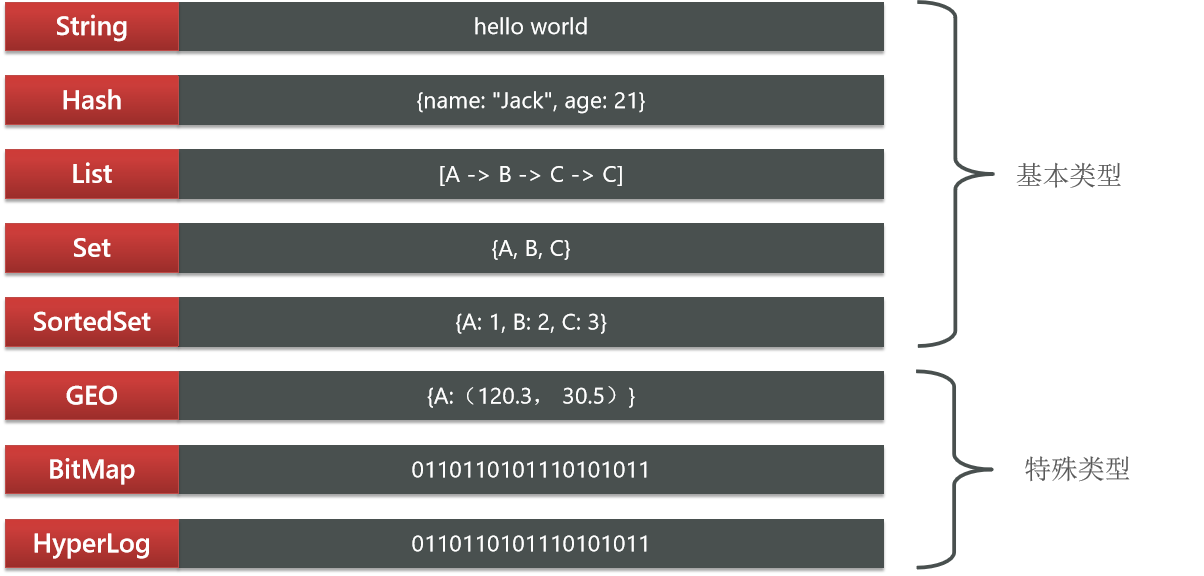 String hello world
Hash {name: "Jack", age: 21}
List [A -> B -> C -> C]
基本类型
Set {A, B, C}
SortedSet {A: 1, B: 2, C: 3}
GEO {A:（120.3， 30.5）}
BitMap 0110110101110101011
特殊类型
HyperLog 0110110101110101011